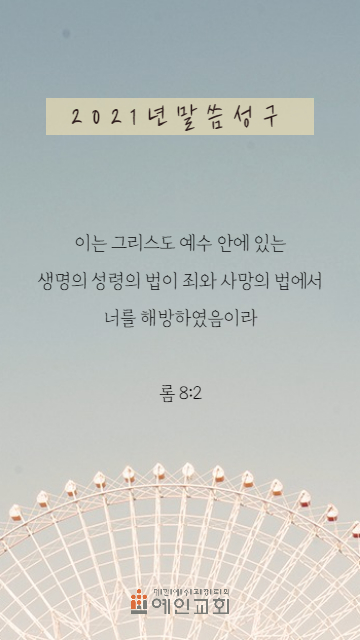 2021년말씀성구
이는 그리스도 예수 안에 있는
생명의 성령의 법이 죄와 사망의 법에서
너를 해방하였음이라
롬 8:2
예인교회